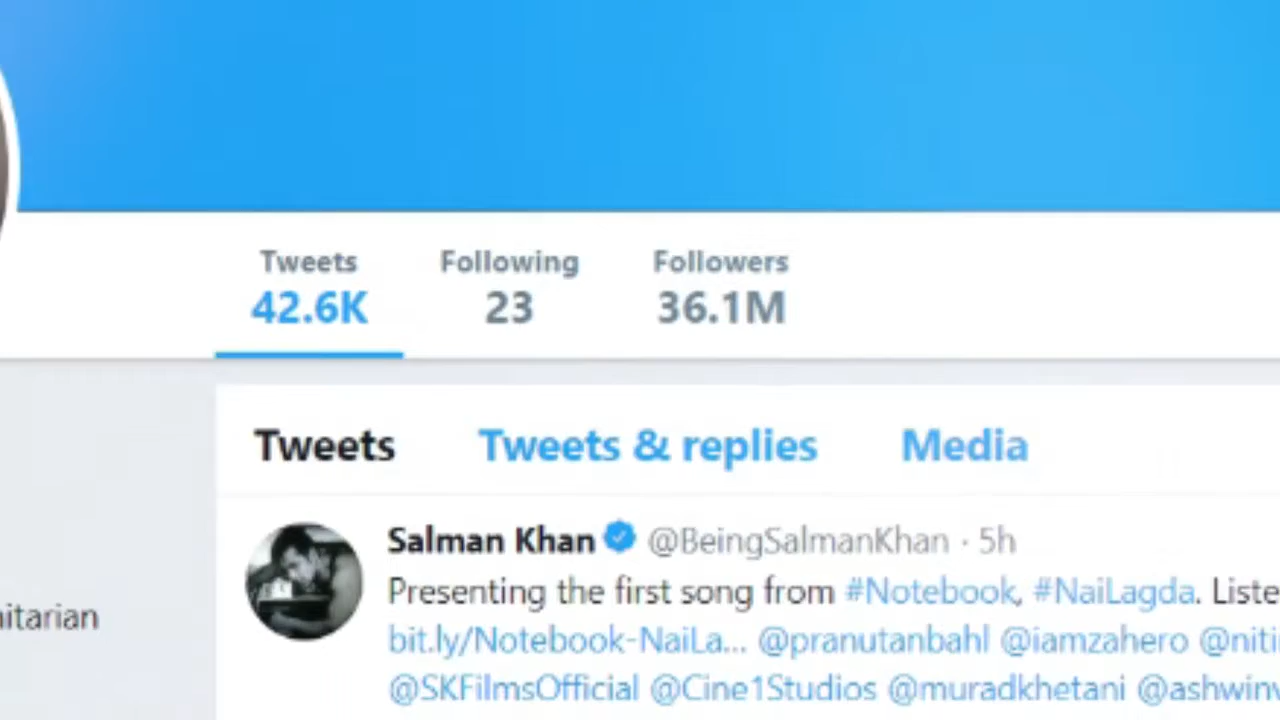 Tweets Following Followers
42.6K 23 36.1M
Tweets Tweets & replies Media
Salman Khan @BeingSalmanKhan · 5h
Presenting the first song from #Notebook, #NaiLagda.
bit.ly/Notebook-NaiLa... @pranutanbahl @iamzahero
@SKFilmsOfficial @Cine1Studios @muradkhetani